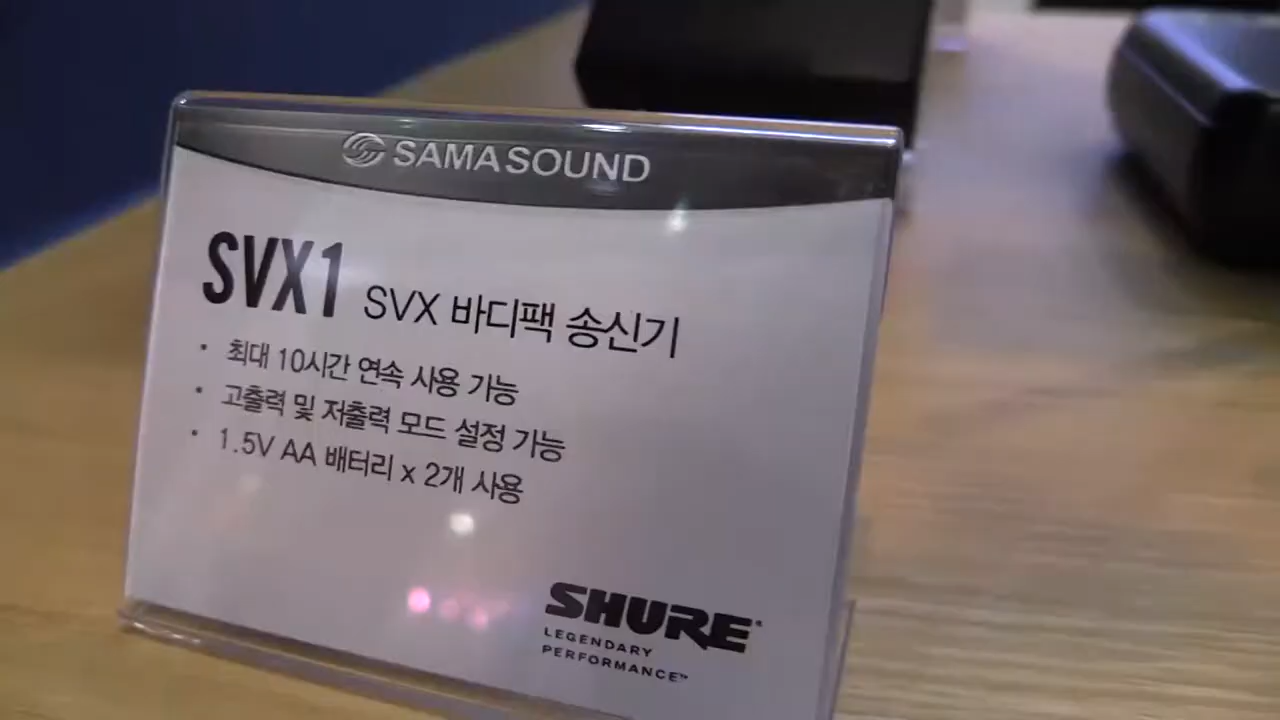 SAMA SOUND
SVX1 SVX 바디팩 송신기
• 최대 10시간 연속 사용 가능
• 고출력 및 저출력 모드 설정 가능
• 1.5V AA 배터리 x 2개 사용
SHURE®
LEGENDARY
PERFORMANCE™